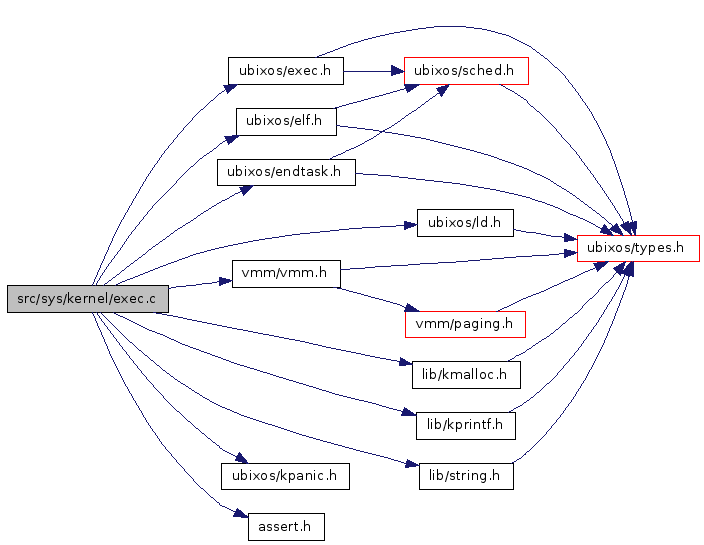 ubixos/exec.h
ubixos/sched.h
ubixos/elf.h
ubixos/endtask.h
ubixos/ld.h
ubixos/types.h
vmm/vmm.h
src/sys/kernel/exec.c
vmm/paging.h
lib/kmalloc.h
lib/kprintf.h
ubixos/kpanic.h
lib/string.h
assert.h